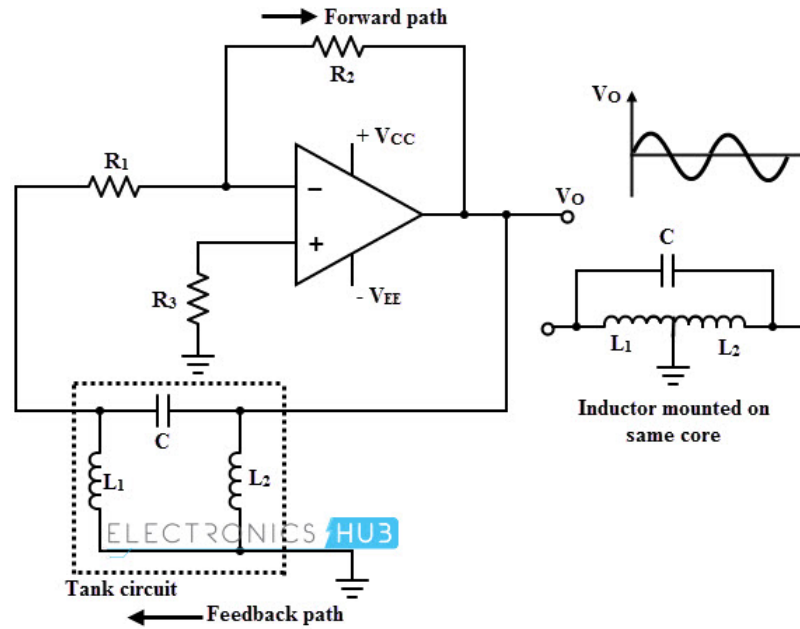 Forward path
R2
+ VCC
R1
−
VO
+
R3
- VEE
VO
C
L1
L2
Inductor mounted on
same core
C
L1
L2
ELECTRONICS HUB
Tank circuit
Feedback path